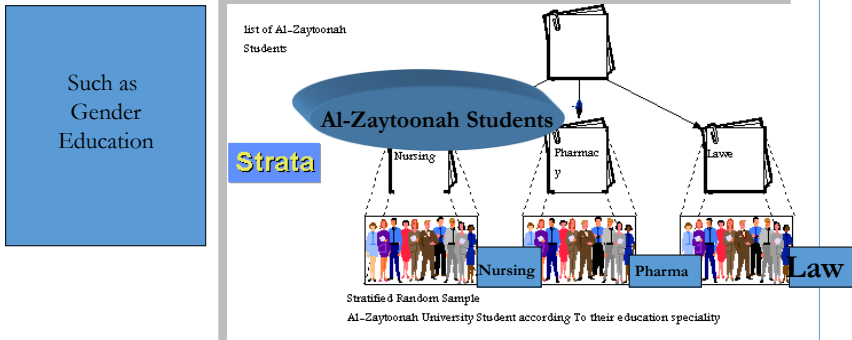 Such as
Gender
Education
list of Al-Zaytoonah
Students
Al-Zaytoonah Students
Strata
Nursing
Pharmac
y
Lawe
Nursing
Pharma
Law
Stratified Random Sample
Al-Zaytoonah University Student according To their education speciality